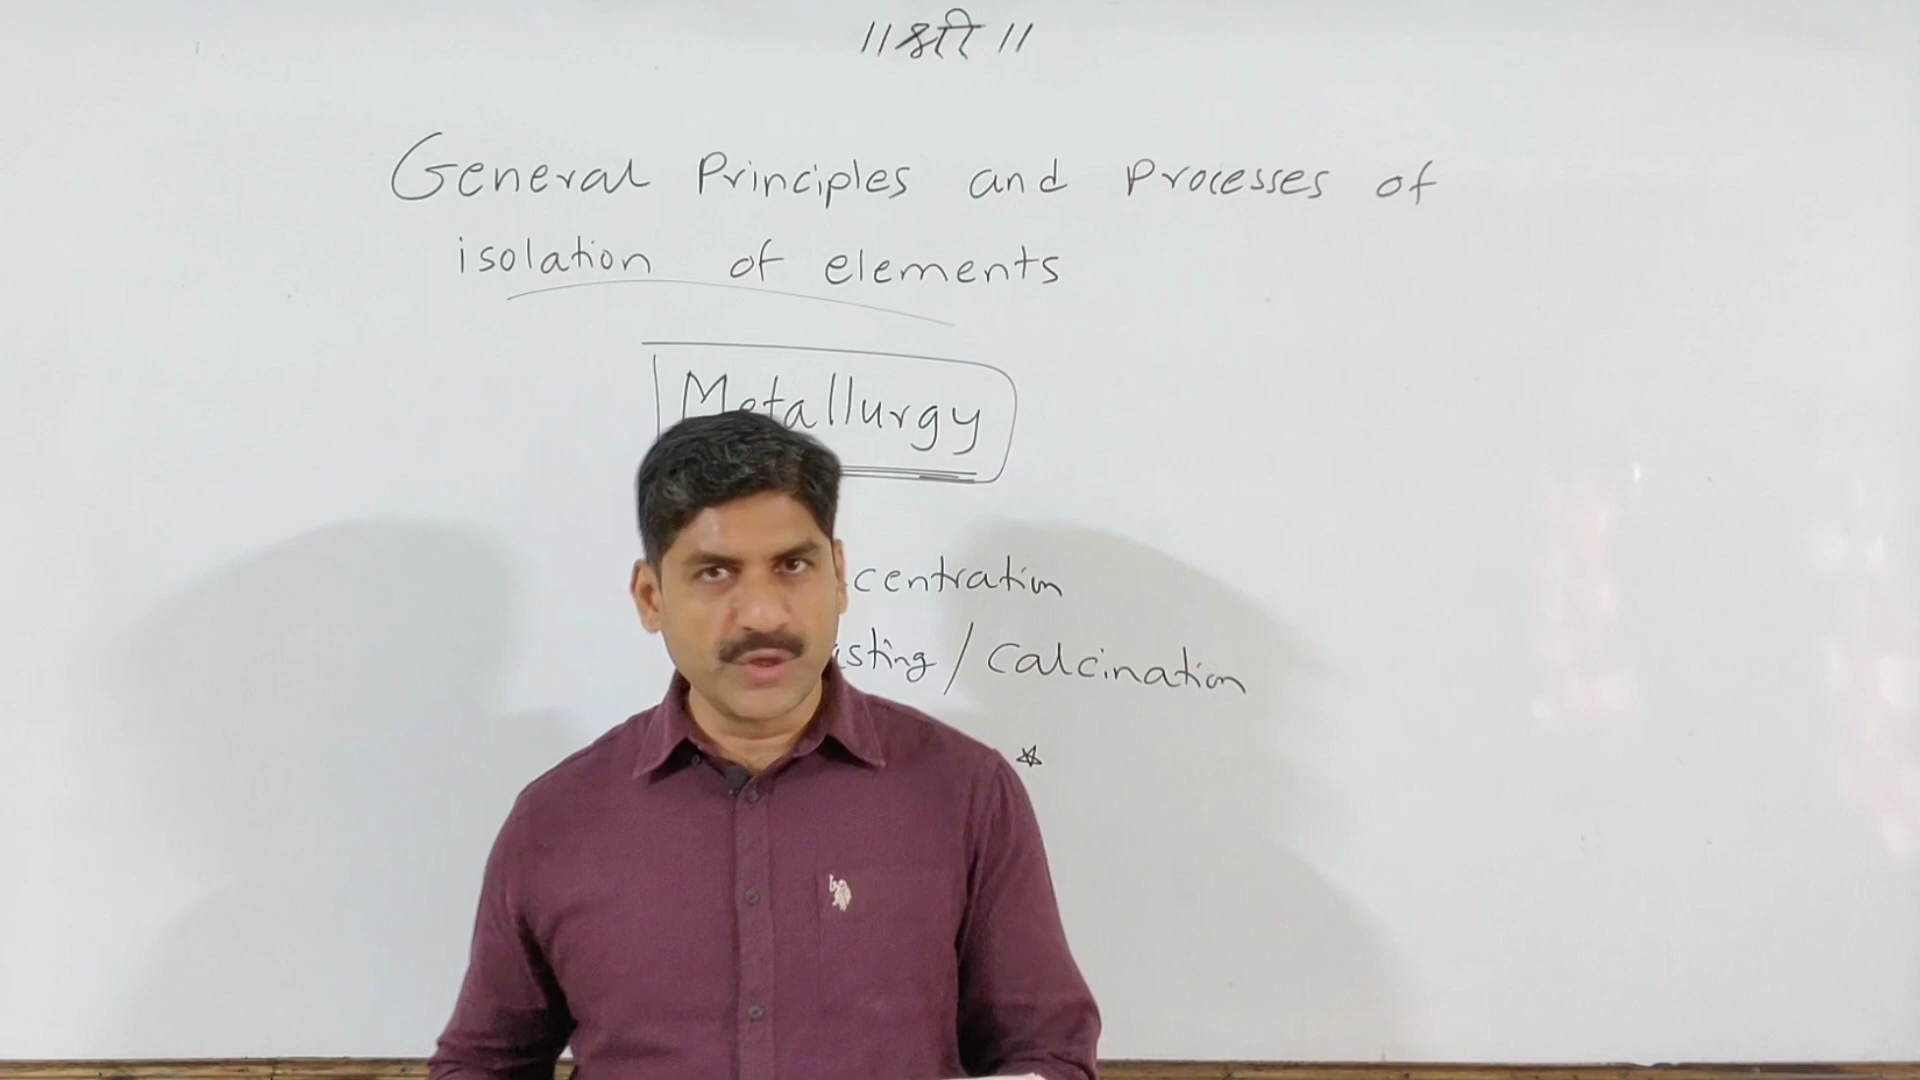 ॥ श्री ॥
General Principles and Processes of
isolation of elements
Metallurgy
centration
sting / Calcination